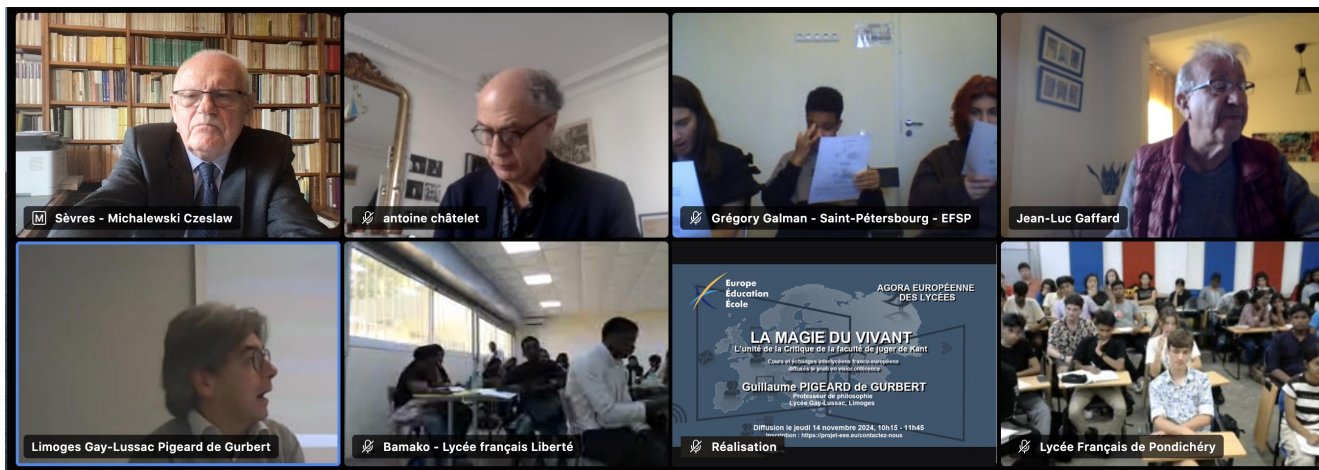 M Sèvres - Michalewski Czeslaw
antoine châtelet
Grégory Galman - Saint-Pétersbourg - EFSP
Jean-Luc Gaffard
Limoges Gay-Lussac Pigeard de Gurbert
Bamako - Lycée français Liberté
Europe
Éducation
École
AGORA EUROPÉENNE
DES LYCÉES
LA MAGIE DU VIVANT
L'unité de la Critique de la faculté de juger de Kant
Cours et échanges interlycéens franco-européens
diffusés le jeudi en visioconférence
Guillaume PIGEARD de GURBERT
Professeur de philosophie
Lycée Gay-Lussac, Limoges
Diffusion le jeudi 14 novembre 2024, 10h15 - 11h45
Inscription : https://projet-eee.eu/contactez-nous
Réalisation
Lycée Français de Pondichéry